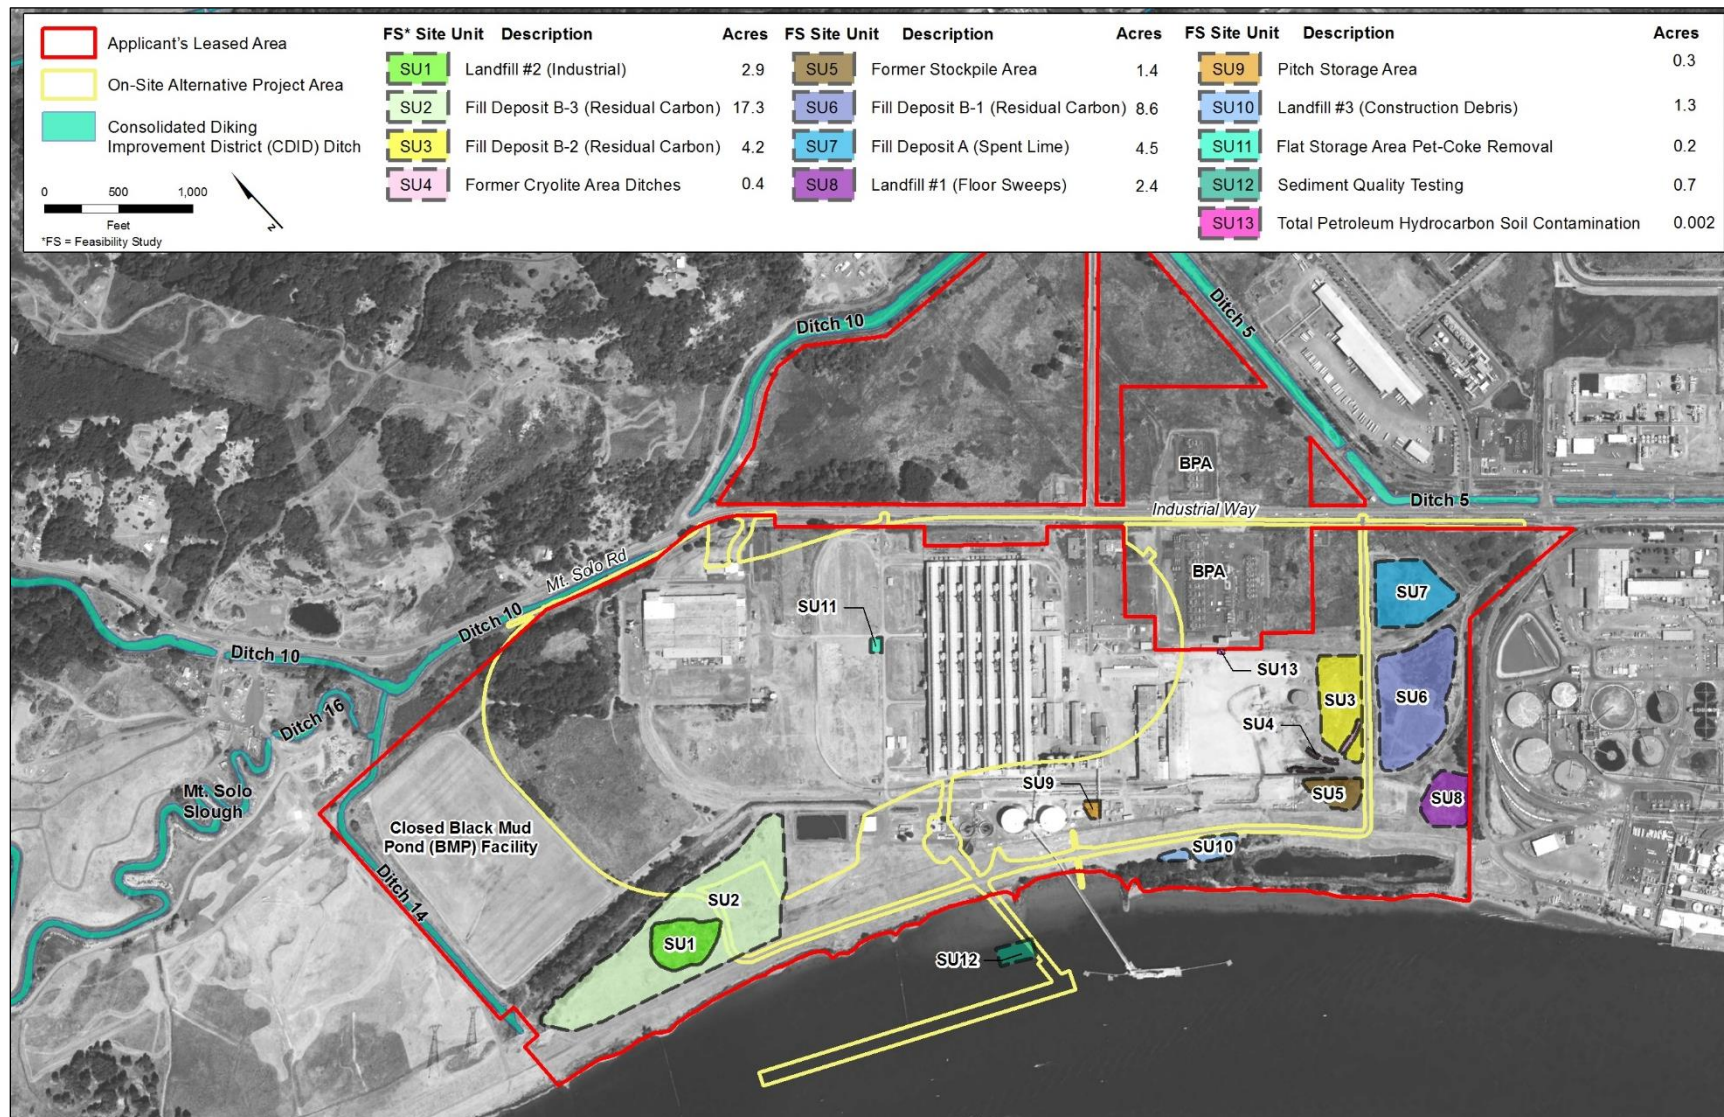 Applicant's Leased Area
On-Site Alternative Project Area
Consolidated Diking
Improvement District (CDID) Ditch
0 500 1,000
Feet
N
*FS = Feasibility Study
FS* Site Unit Description Acres
SU1 Landfill #2 (Industrial) 2.9
SU2 Fill Deposit B-3 (Residual Carbon) 17.3
SU3 Fill Deposit B-2 (Residual Carbon) 4.2
SU4 Former Cryolite Area Ditches 0.4
FS Site Unit Description Acres
SU5 Former Stockpile Area 1.4
SU6 Fill Deposit B-1 (Residual Carbon) 8.6
SU7 Fill Deposit A (Spent Lime) 4.5
SU8 Landfill #1 (Floor Sweeps) 2.4
FS Site Unit Description Acres
SU9 Pitch Storage Area 0.3
SU10 Landfill #3 (Construction Debris) 1.3
SU11 Flat Storage Area Pet-Coke Removal 0.2
SU12 Sediment Quality Testing 0.7
SU13 Total Petroleum Hydrocarbon Soil Contamination 0.002
Ditch 10
Ditch 5
BPA
Ditch 5
Industrial Way
Mt. Solo Rd
BPA
SU7
SU11
Ditch 10
Ditch 10
SU13
SU3
SU6
Ditch 16
SU4
SU9
Mt. Solo
Slough
SU5
SU8
Closed Black Mud
Pond (BMP) Facility
SU10
SU2
Ditch 14
SU1
SU12